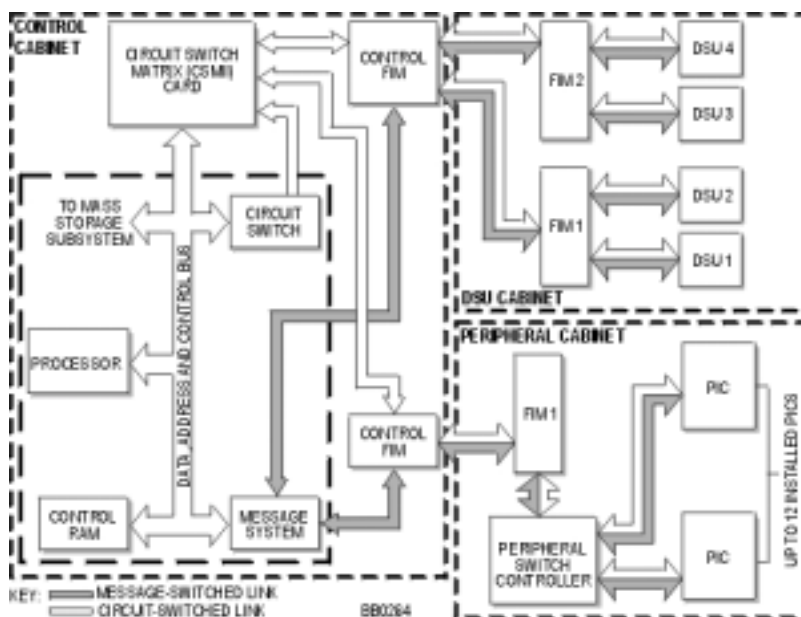 CONTROL
CABINET
CIRCUIT SWITCH
MATRIX (CSMII)
CARD
CONTROL
FIM
FIM 2
DSU 4
DSU 3
TO MASS
STORAGE
SUBSYSTEM
CIRCUIT
SWITCH
FIM 1
DSU 2
DSU 1
DSU CABINET
PROCESSOR
DATA, ADDRESS AND CONTROL BUS
CONTROL
RAM
MESSAGE
SYSTEM
CONTROL
FIM
PERIPHERAL CABINET
FIM 1
PIC
PERIPHERAL
SWITCH
CONTROLLER
PIC
UP TO 12 INSTALLED PICS
KEY: MESSAGE-SWITCHED LINK
CIRCUIT-SWITCHED LINK
BB0264